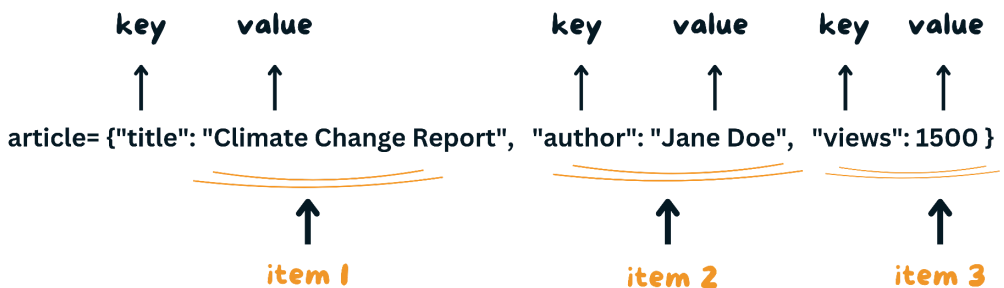 key value key value key value
article= {"title": "Climate Change Report", "author": "Jane Doe", "views": 1500 }
item 1 item 2 item 3